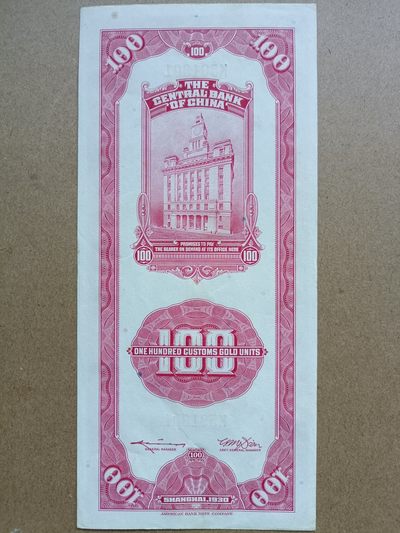 100 100 100
THE
CENTRAL BANK
OF CHINA
PROMISES TO PAY
THE BEARER ON DEMAND AT ITS OFFICE HERE
100 100
100
ONE HUNDRED CUSTOMS GOLD UNITS
GENERAL MANAGER ASST. GENERAL MANAGER
100
100 100
SHANGHAI, 1930
AMERICAN BANK NOTE COMPANY